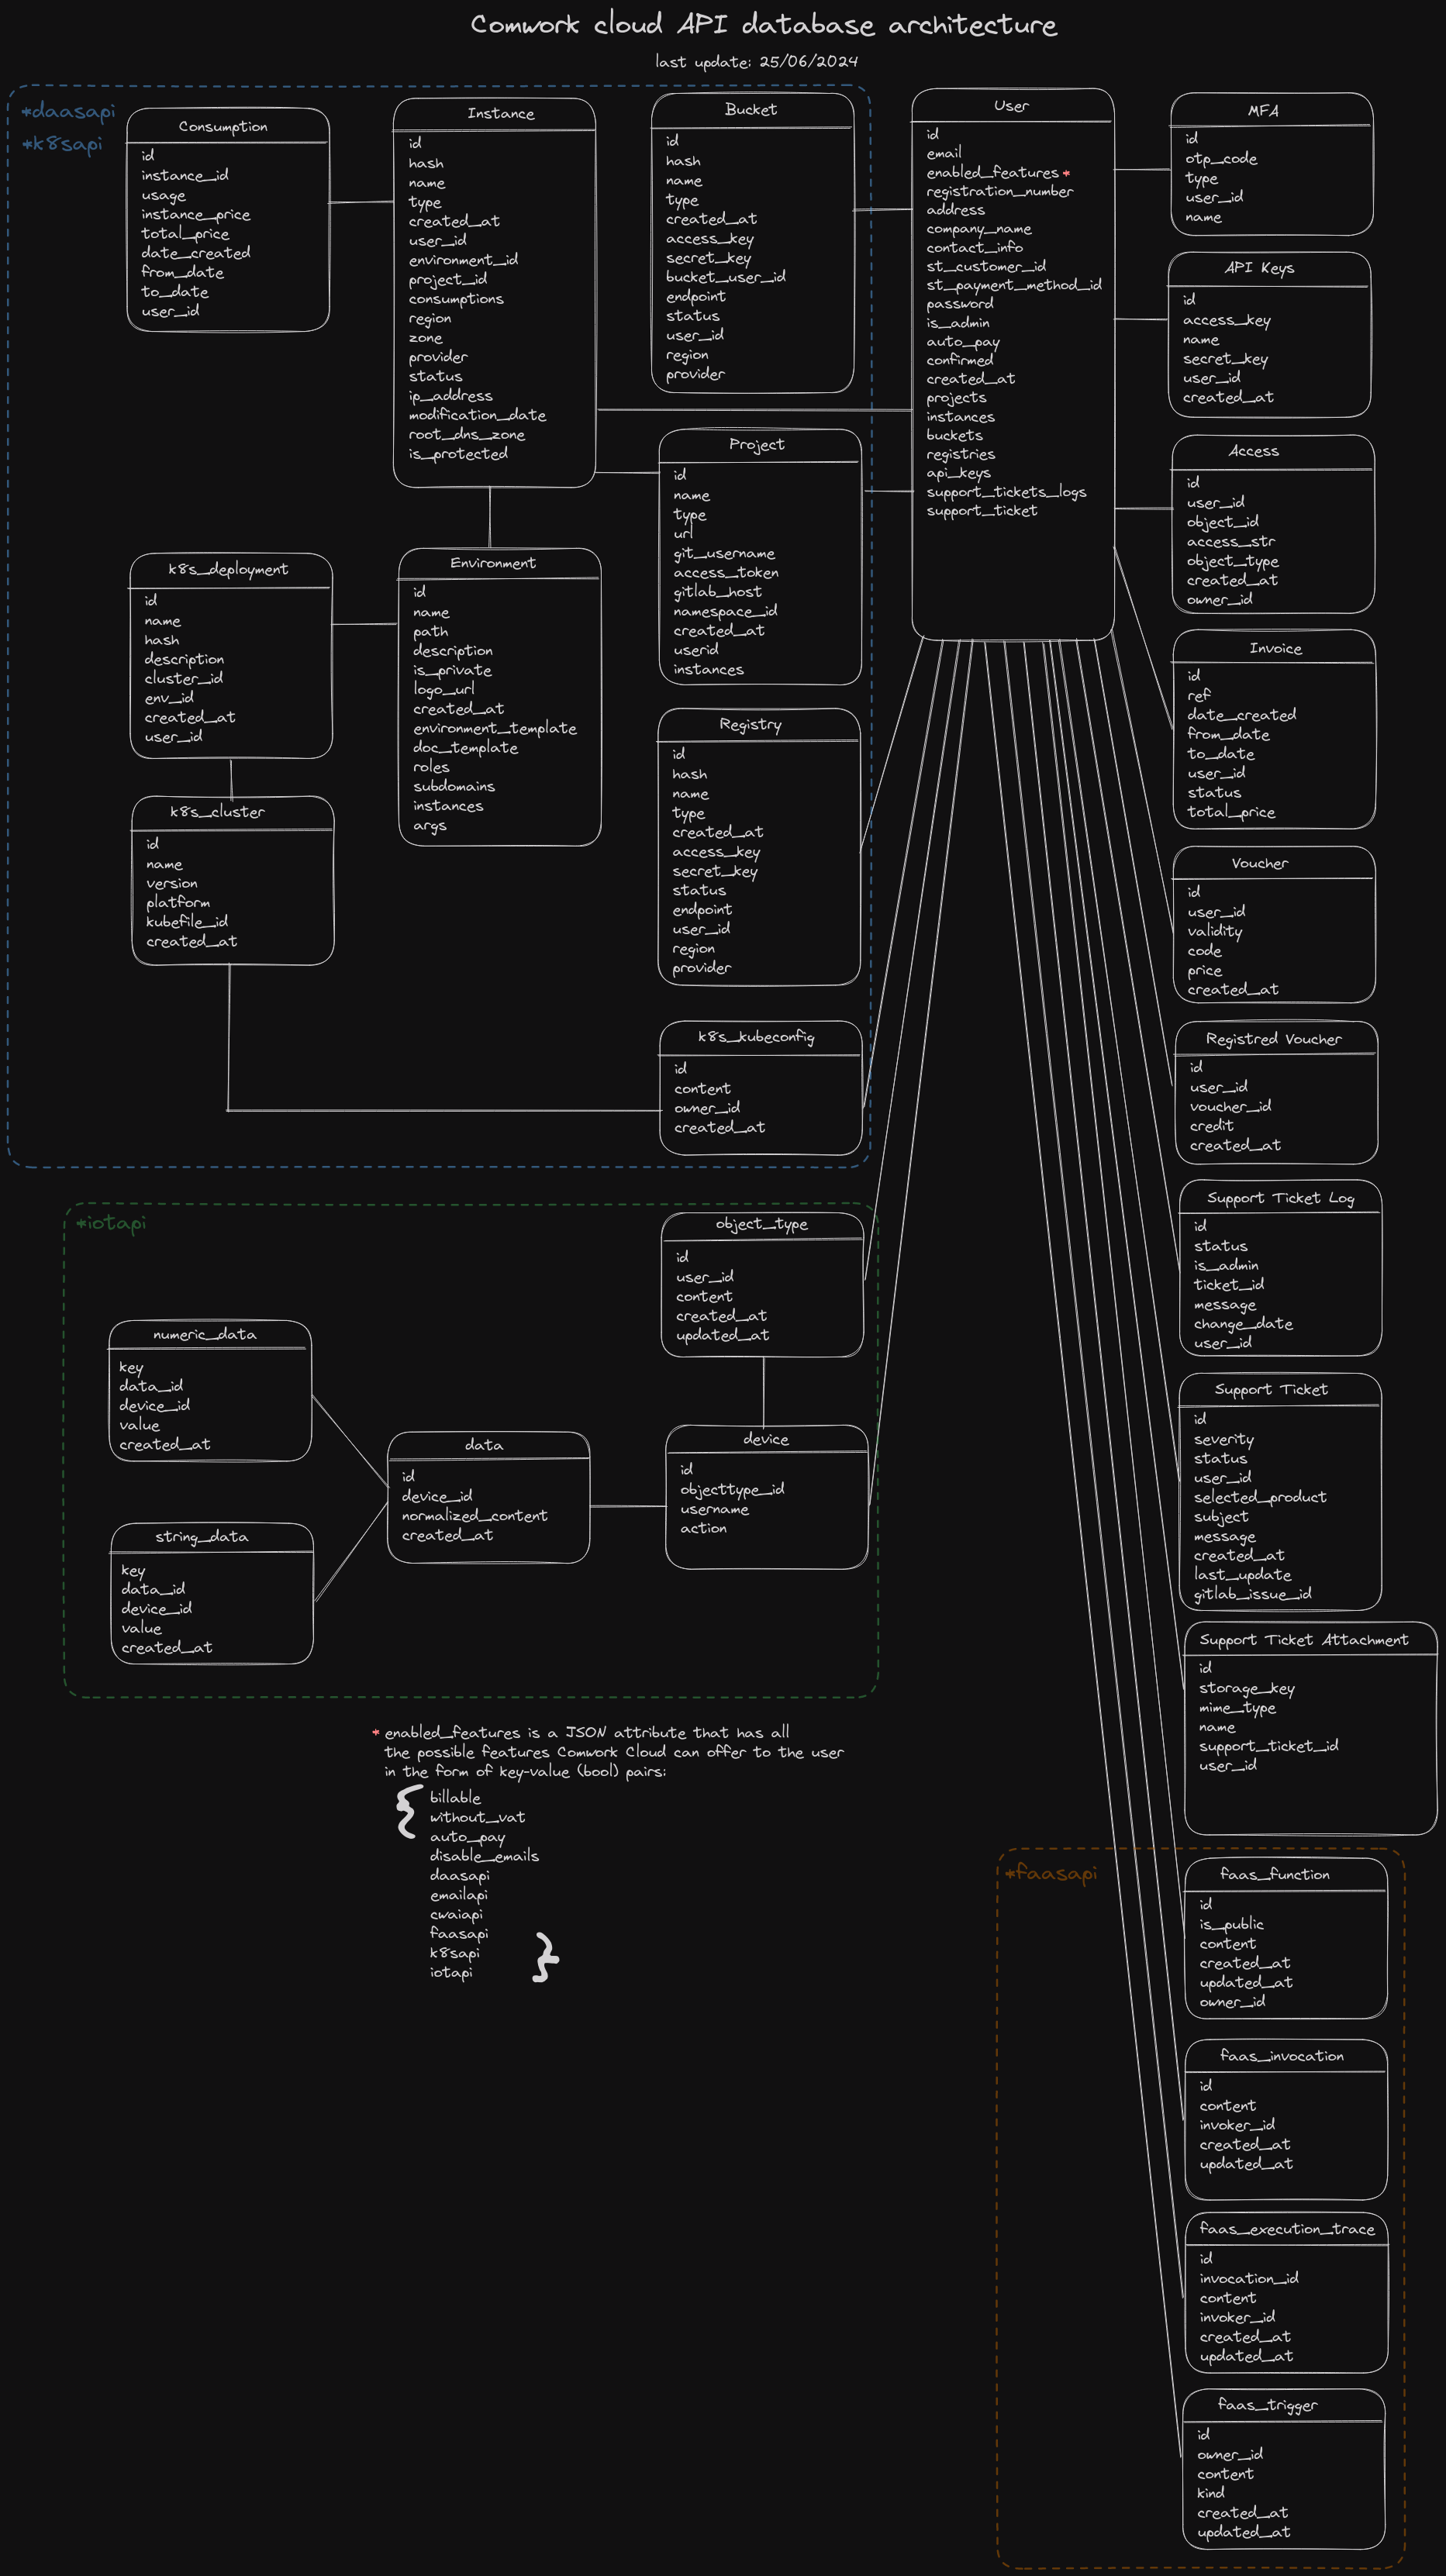 Comwork cloud API database architecture
last update: 25/06/2024
*daasapi
*k8sapi
Consumption
id
instance_id
usage
instance_price
total_price
date_created
from_date
to_date
user_id
Instance
id
hash
name
type
created_at
user_id
environment_id
project_id
consumptions
region
zone
provider
status
ip_address
modification_date
root_dns_zone
is_protected
Bucket
id
hash
name
type
created_at
access_key
secret_key
bucket_user_id
endpoint
status
user_id
region
provider
User
id
email
enabled_features *
registration_number
address
company_name
contact_info
st_customer_id
st_payment_method_id
password
is_admin
auto_pay
confirmed
created_at
projects
instances
buckets
registries
api_keys
support_tickets_logs
support_ticket
MFA
id
otp_code
type
user_id
name
API Keys
id
access_key
name
secret_key
user_id
created_at
Access
id
user_id
object_id
access_str
object_type
created_at
owner_id
Project
id
name
type
url
git_username
access_token
gitlab_host
namespace_id
created_at
userid
instances
k8s_deployment
id
name
hash
description
cluster_id
env_id
created_at
user_id
Environment
id
name
path
description
is_private
logo_url
created_at
environment_template
doc_template
roles
subdomains
instances
args
Invoice
id
ref
date_created
from_date
to_date
user_id
status
total_price
Registry
id
hash
name
type
created_at
access_key
secret_key
status
endpoint
user_id
region
provider
k8s_cluster
id
name
version
platform
kubefile_id
created_at
Voucher
id
user_id
validity
code
price
created_at
k8s_kubeconfig
id
content
owner_id
created_at
Registred Voucher
id
user_id
voucher_id
credit
created_at
Support Ticket Log
id
status
is_admin
ticket_id
message
change_date
user_id
*iotapi
object_type
id
user_id
content
created_at
updated_at
numeric_data
key
data_id
device_id
value
created_at
data
id
device_id
normalized_content
created_at
device
id
objecttype_id
username
action
string_data
key
data_id
device_id
value
created_at
Support Ticket
id
severity
status
user_id
selected_product
subject
message
created_at
last_update
gitlab_issue_id
Support Ticket Attachment
id
storage_key
mime_type
name
support_ticket_id
user_id
* enabled_features is a JSON attribute that has all
the possible features Comwork Cloud can offer to the user
in the form of key-value (bool) pairs:
{ billable
without_vat
auto_pay
disable_emails
daasapi
emailapi
cwaiapi
faasapi
k8sapi }
iotapi
*faasapi
faas_function
id
is_public
content
created_at
updated_at
owner_id
faas_invocation
id
content
invoker_id
created_at
updated_at
faas_execution_trace
id
invocation_id
content
invoker_id
created_at
updated_at
faas_trigger
id
owner_id
content
kind
created_at
updated_at